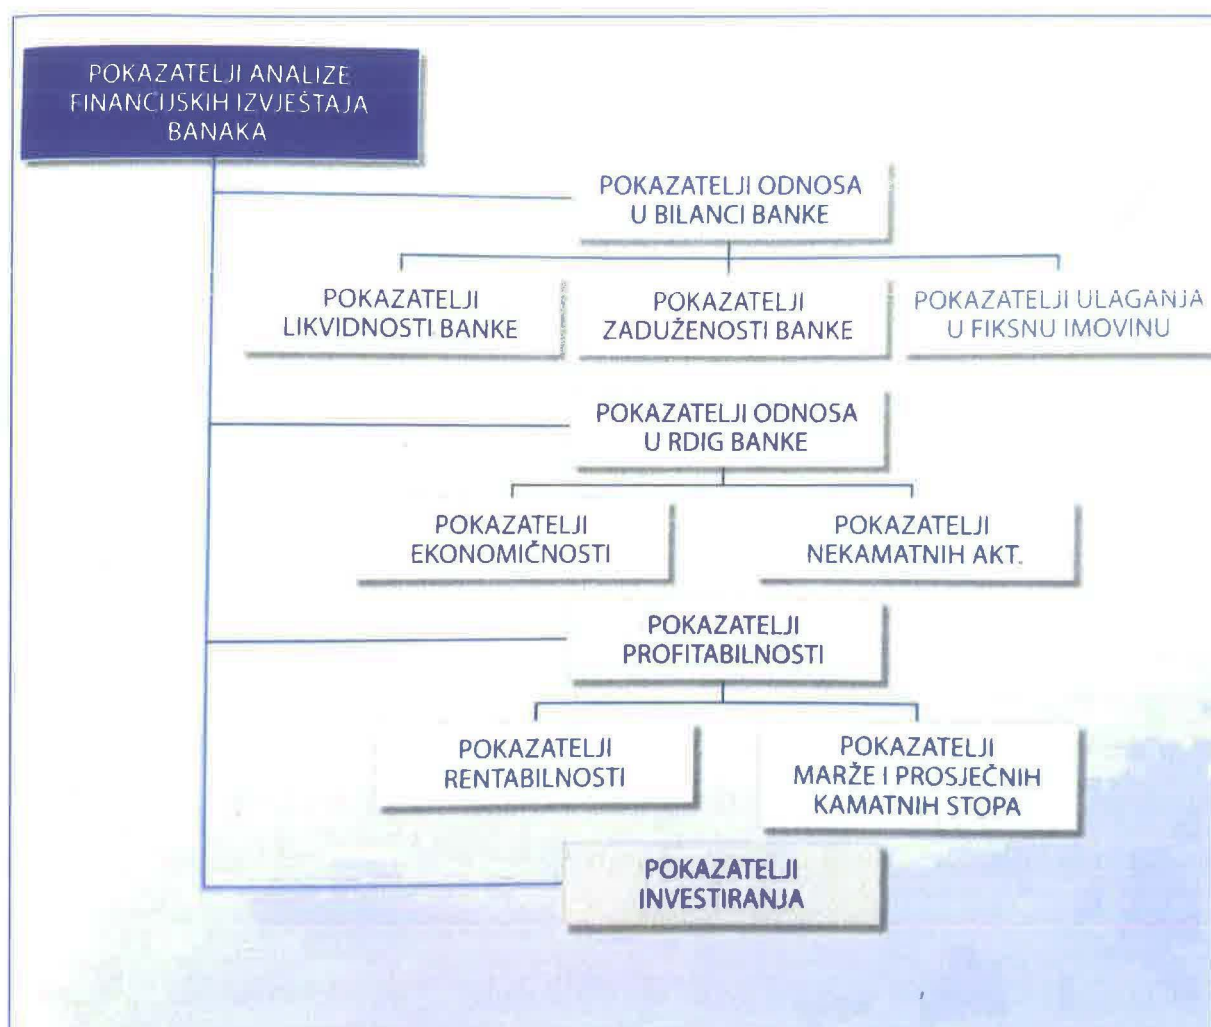 POKAZATELJI ANALIZE
FINANCIJSKIH IZVJEŠTAJA
BANAKA
POKAZATELJI ODNOSA
U BILANCI BANKE
POKAZATELJI
LIKVIDNOSTI BANKE
POKAZATELJI
ZADUŽENOSTI BANKE
POKAZATELJI ULAGANJA
U FIKSNU IMOVINU
POKAZATELJI ODNOSA
U RDIG BANKE
POKAZATELJI
EKONOMIČNOSTI
POKAZATELJI
NEKAMATNIH AKT.
POKAZATELJI
PROFITABILNOSTI
POKAZATELJI
RENTABILNOSTI
POKAZATELJI
MARŽE I PROSJEČNIH
KAMATNIH STOPA
POKAZATELJI
INVESTIRANJA